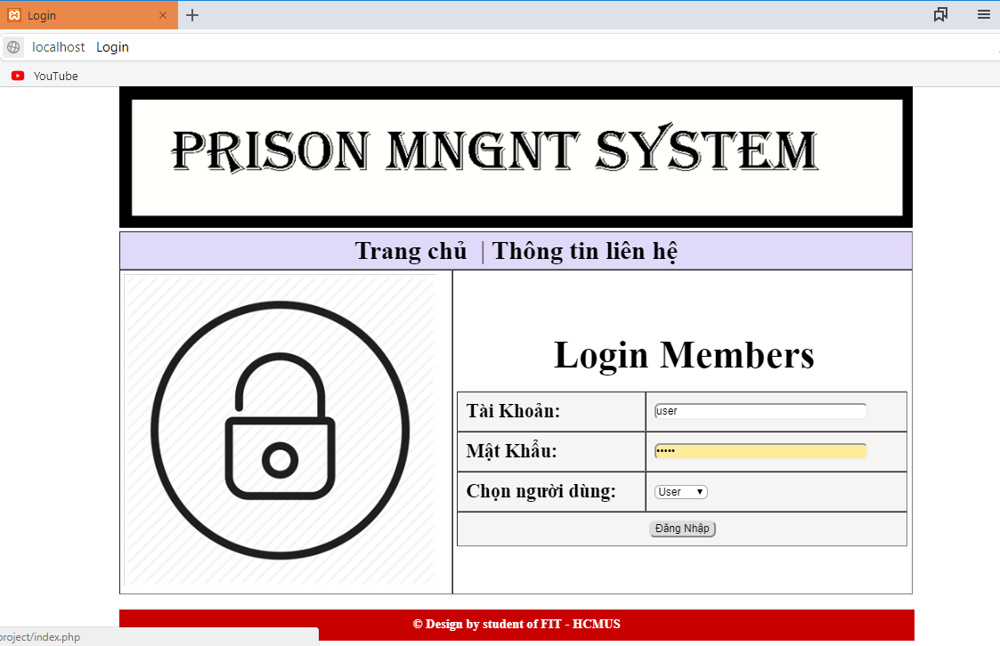 Login
localhost Login
YouTube
PRISON MNGNT SYSTEM
Trang chủ | Thông tin liên hệ
Login Members
Tài Khoản: user
Mật Khẩu: •••••
Chọn người dùng: User
Đăng Nhập
© Design by student of FIT - HCMUS
project/index.php